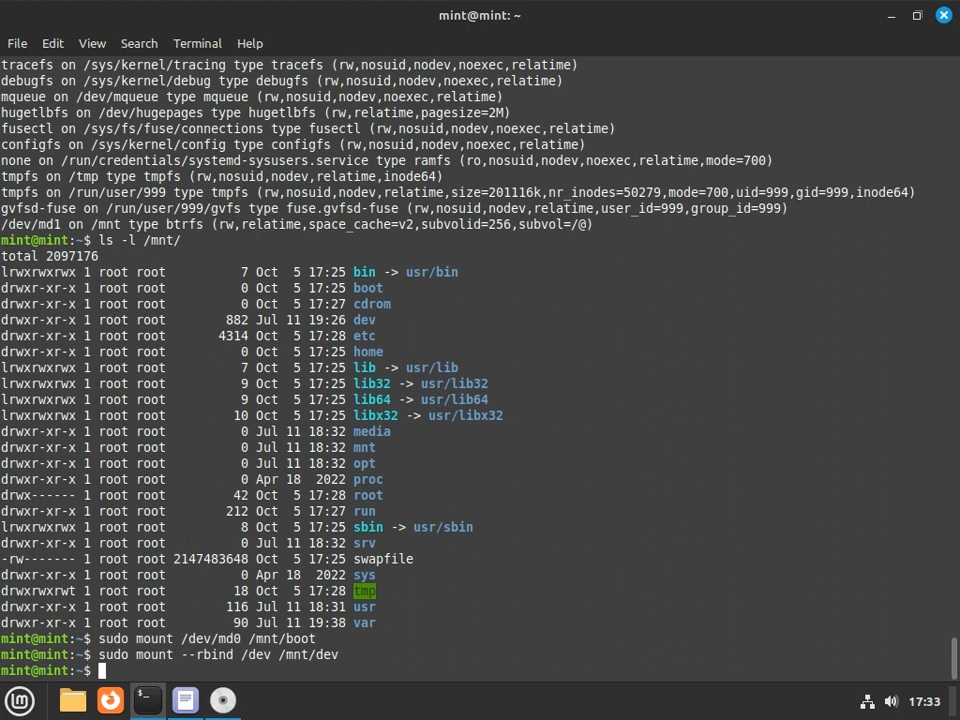 mint@mint: ~
File Edit View Search Terminal Help
tracefs on /sys/kernel/tracing type tracefs (rw,nosuid,nodev,noexec,relatime)
debugfs on /sys/kernel/debug type debugfs (rw,nosuid,nodev,noexec,relatime)
mqueue on /dev/mqueue type mqueue (rw,nosuid,nodev,noexec,relatime)
hugetlbfs on /dev/hugepages type hugetlbfs (rw,relatime,pagesize=2M)
fusectl on /sys/fs/fuse/connections type fusectl (rw,nosuid,nodev,noexec,relatime)
configfs on /sys/kernel/config type configfs (rw,nosuid,nodev,noexec,relatime)
none on /run/credentials/systemd-sysusers.service type ramfs (ro,nosuid,nodev,noexec,relatime,mode=700)
tmpfs on /tmp type tmpfs (rw,nosuid,nodev,relatime,inode64)
tmpfs on /run/user/999 type tmpfs (rw,nosuid,nodev,relatime,size=201116k,nr_inodes=50279,mode=700,uid=999,gid=999,inode64)
gvfsd-fuse on /run/user/999/gvfs type fuse.gvfsd-fuse (rw,nosuid,nodev,relatime,user_id=999,group_id=999)
/dev/md1 on /mnt type btrfs (rw,relatime,space_cache=v2,subvolid=256,subvol=/@)
mint@mint:~$ ls -l /mnt/
total 2097176
lrwxrwxrwx 1 root root          7 Oct  5 17:25 bin -> usr/bin
drwxr-xr-x 1 root root          0 Oct  5 17:25 boot
drwxr-xr-x 1 root root          0 Oct  5 17:27 cdrom
drwxr-xr-x 1 root root        882 Jul 11 19:26 dev
drwxr-xr-x 1 root root       4314 Oct  5 17:28 etc
drwxr-xr-x 1 root root          0 Oct  5 17:25 home
lrwxrwxrwx 1 root root          7 Oct  5 17:25 lib -> usr/lib
lrwxrwxrwx 1 root root          9 Oct  5 17:25 lib32 -> usr/lib32
lrwxrwxrwx 1 root root          9 Oct  5 17:25 lib64 -> usr/lib64
lrwxrwxrwx 1 root root         10 Oct  5 17:25 libx32 -> usr/libx32
drwxr-xr-x 1 root root          0 Jul 11 18:32 media
drwxr-xr-x 1 root root          0 Jul 11 18:32 mnt
drwxr-xr-x 1 root root          0 Jul 11 18:32 opt
drwxr-xr-x 1 root root          0 Apr 18  2022 proc
drwx------ 1 root root         42 Oct  5 17:28 root
drwxr-xr-x 1 root root        212 Oct  5 17:27 run
lrwxrwxrwx 1 root root          8 Oct  5 17:25 sbin -> usr/sbin
drwxr-xr-x 1 root root          0 Jul 11 18:32 srv
-rw------- 1 root root 2147483648 Oct  5 17:25 swapfile
drwxr-xr-x 1 root root          0 Apr 18  2022 sys
drwxrwxrwt 1 root root         18 Oct  5 17:28 tmp
drwxr-xr-x 1 root root        116 Jul 11 18:31 usr
drwxr-xr-x 1 root root         90 Jul 11 19:38 var
mint@mint:~$ sudo mount /dev/md0 /mnt/boot
mint@mint:~$ sudo mount --rbind /dev /mnt/dev
mint@mint:~$
17:33